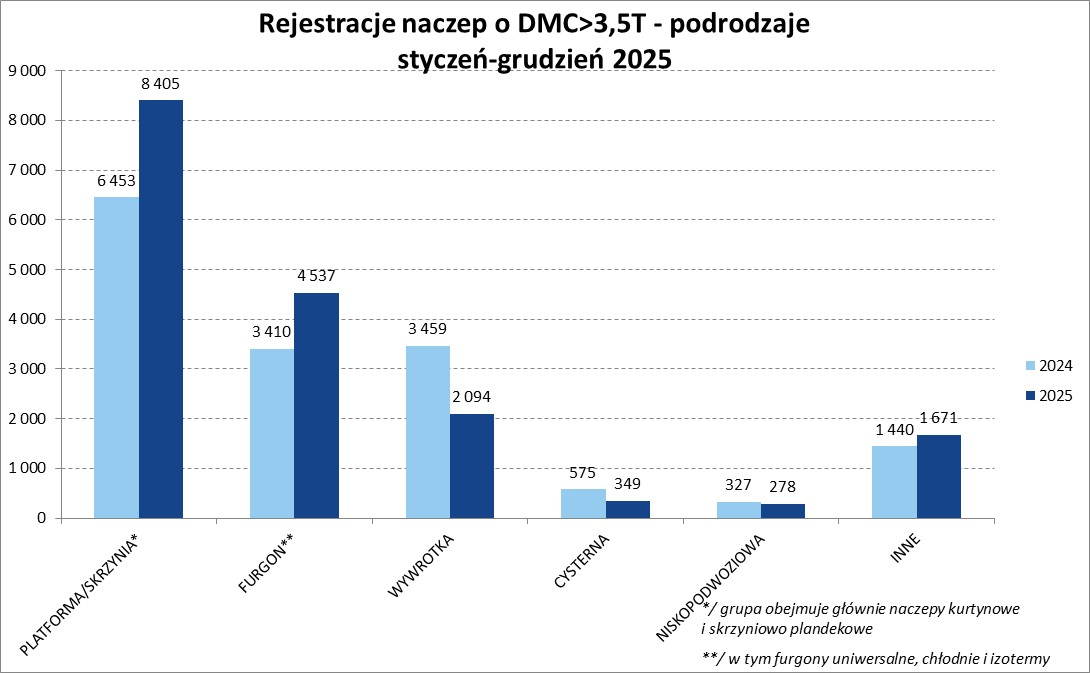 Rejestracje naczep o DMC>3,5T - podrodzaje
styczeń-grudzień 2025
9 000
8 000
7 000
6 000
5 000
4 000
3 000
2 000
1 000
0
6 453
8 405
3 410
4 537
3 459
2 094
575
349
327
278
1 440
1 671
2024
2025
PLATFORMA/SKRZYNIA*
FURGON**
WYWROTKA
CYSTERNA
NISKOPODWOZIOWA
INNE
*/ grupa obejmuje głównie naczepy kurtynowe
i skrzyniowo plandekowe
**/ w tym furgony uniwersalne, chłodnie i izotermy